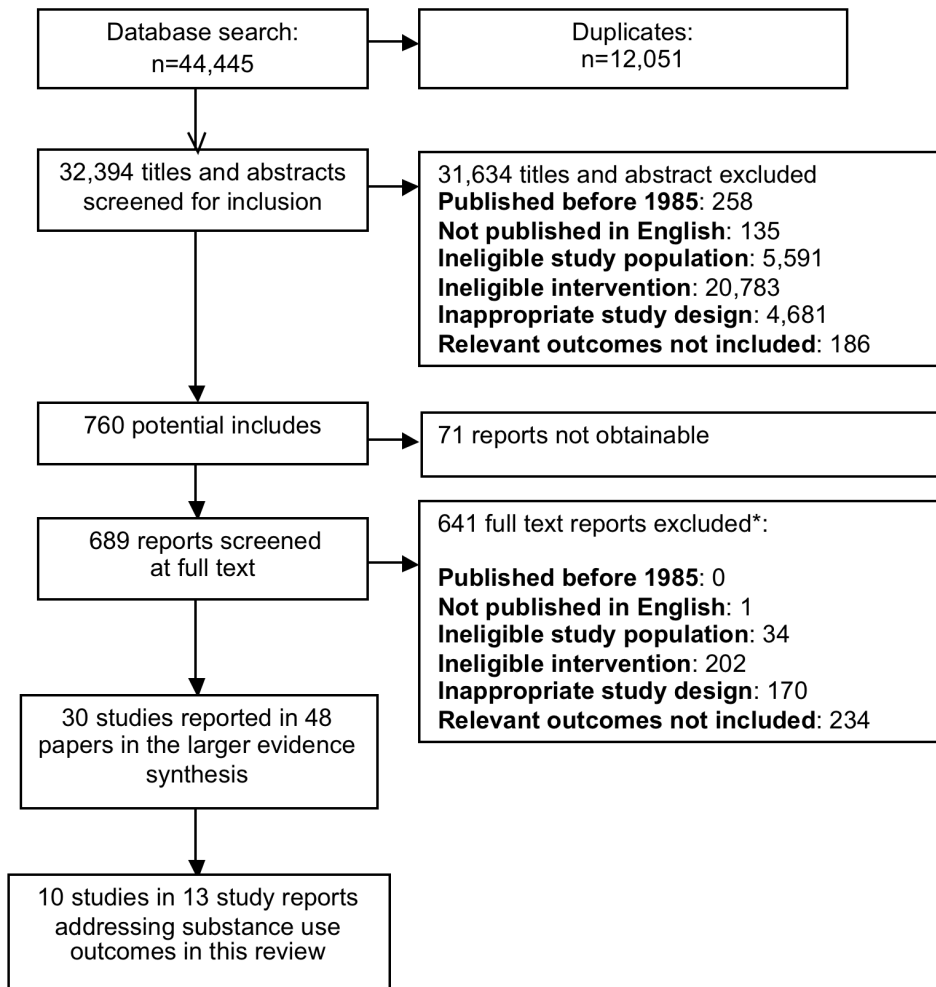 Database search:
n=44,445
Duplicates:
n=12,051
32,394 titles and abstracts
screened for inclusion
31,634 titles and abstract excluded
Published before 1985: 258
Not published in English: 135
Ineligible study population: 5,591
Ineligible intervention: 20,783
Inappropriate study design: 4,681
Relevant outcomes not included: 186
760 potential includes
71 reports not obtainable
689 reports screened
at full text
641 full text reports excluded*:
Published before 1985: 0
Not published in English: 1
Ineligible study population: 34
Ineligible intervention: 202
Inappropriate study design: 170
Relevant outcomes not included: 234
30 studies reported in 48
papers in the larger evidence
synthesis
10 studies in 13 study reports
addressing substance use
outcomes in this review